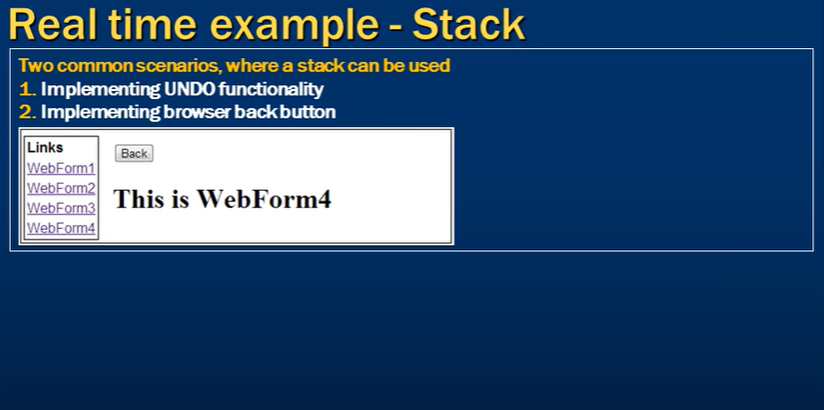 Real time example - Stack
Two common scenarios, where a stack can be used
1. Implementing UNDO functionality
2. Implementing browser back button
Links
WebForm1
WebForm2
WebForm3
WebForm4
Back
This is WebForm4